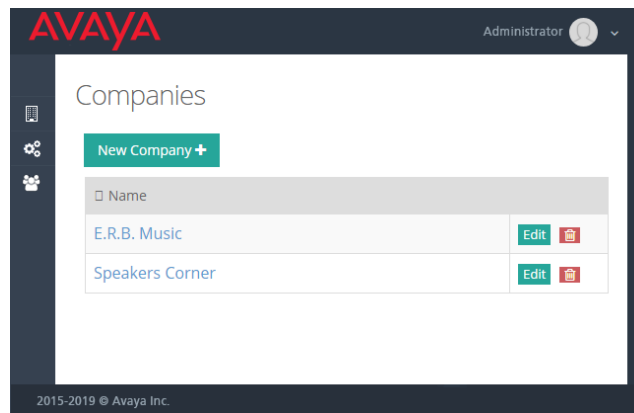 AVAYA
Administrator
Companies
New Company +
Name
E.R.B. Music Edit
Speakers Corner Edit
2015-2019 © Avaya Inc.